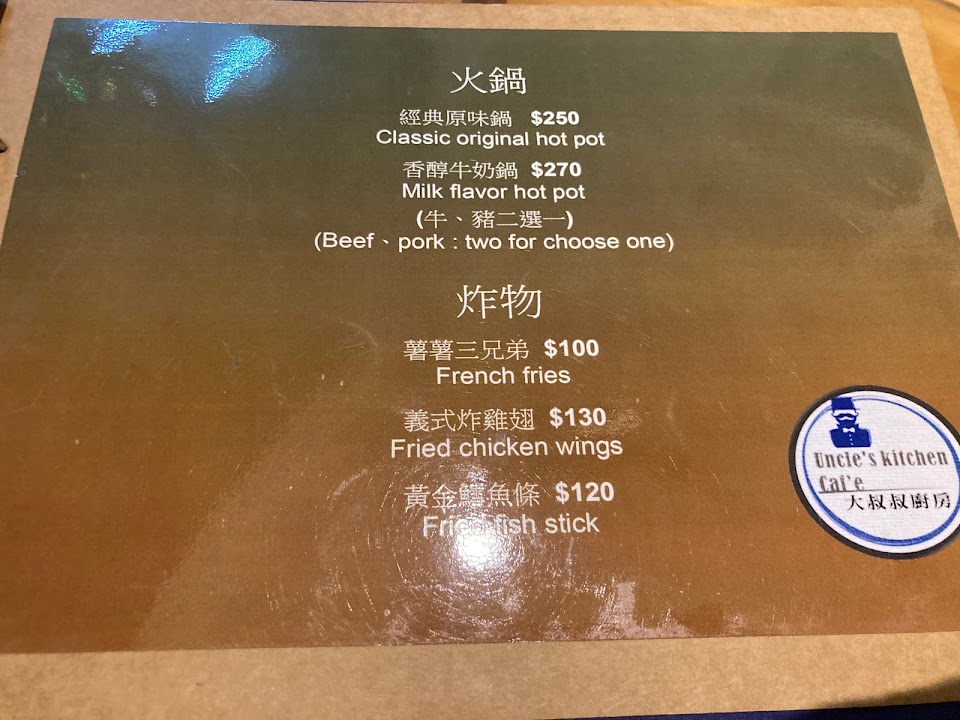 火鍋
經典原味鍋 $250
Classic original hot pot
香醇牛奶鍋 $270
Milk flavor hot pot
(牛、豬二選一)
(Beef、pork : two for choose one)
炸物
薯薯三兄弟 $100
French fries
義式炸雞翅 $130
Fried chicken wings
黃金鱈魚條 $120
Fried fish stick
Uncle's kitchen
Caf'e
大叔叔廚房